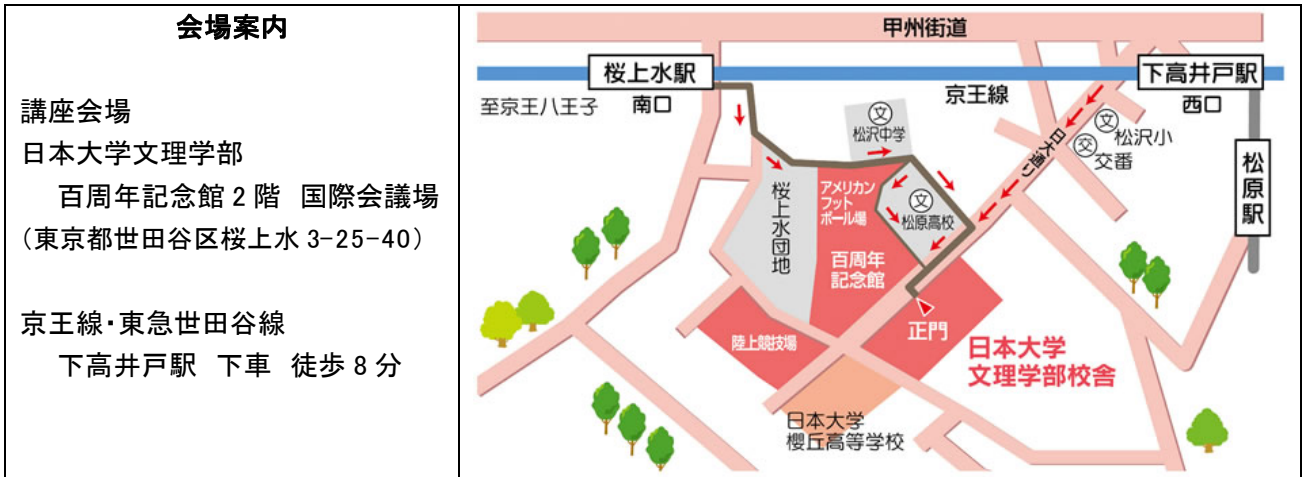 会場案内
講座会場
日本大学文理学部
百周年記念館 2 階 国際会議場
(東京都世田谷区桜上水 3-25-40)
京王線・東急世田谷線
下高井戸駅 下車 徒歩 8 分
甲州街道
桜上水駅
下高井戸駅
至京王八王子
南口
京王線
西口
文
松沢中学
日大通り
文
松沢小
交
交番
松原駅
桜上水団地
アメリカン
フット
ボール場
文
松原高校
百周年
記念館
正門
陸上競技場
日本大学
文理学部校舎
日本大学
櫻丘高等学校